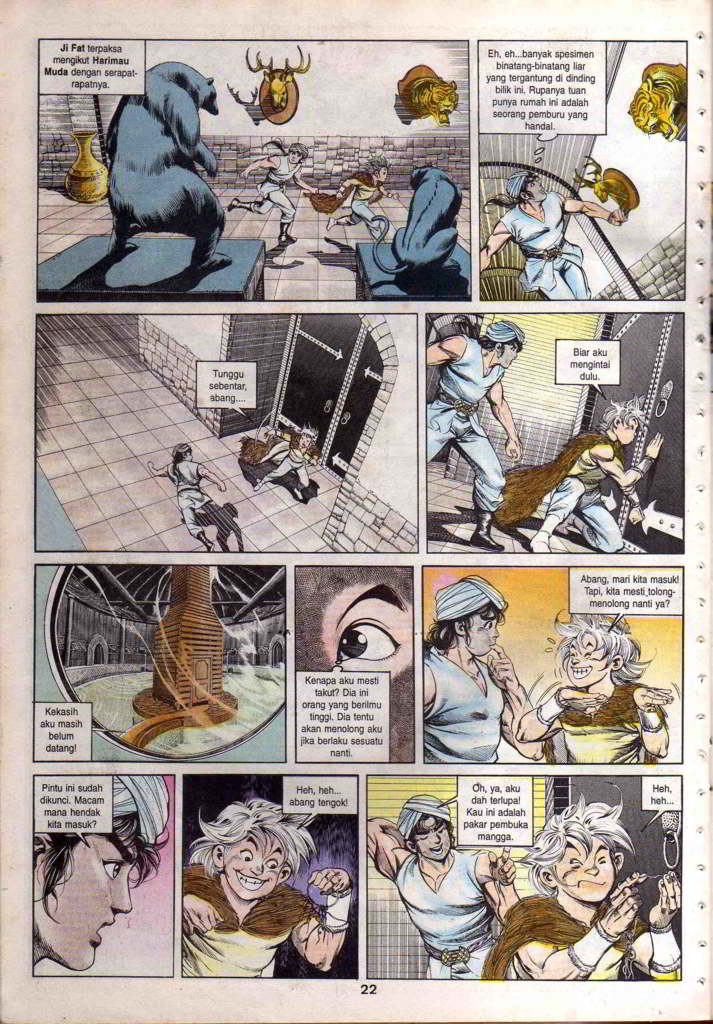 Ji Fat terpaksa
mengikut Harimau
Muda dengan serapat-
rapatnya.
Eh, eh...banyak spesimen
binatang-binatang liar
yang tergantung di dinding
bilik ini. Rupanya tuan
punya rumah ini adalah
seorang pemburu yang
handal.
Tunggu
sebentar,
abang....
Biar aku
mengintai
dulu.
Kekasih
aku masih
belum
datang!
Kenapa aku mesti
takut? Dia ini
orang yang berilmu
tinggi. Dia tentu
akan menolong aku
jika berlaku sesuatu
nanti.
Abang, mari kita masuk!
Tapi, kita mesti tolong-
menolong nanti ya?
Pintu ini sudah
dikunci. Macam
mana hendak
kita masuk?
Heh, heh...
abang tengok!
Oh, ya, aku
dah terlupa!
Kau ini adalah
pakar pembuka
mangga.
Heh,
heh...
22